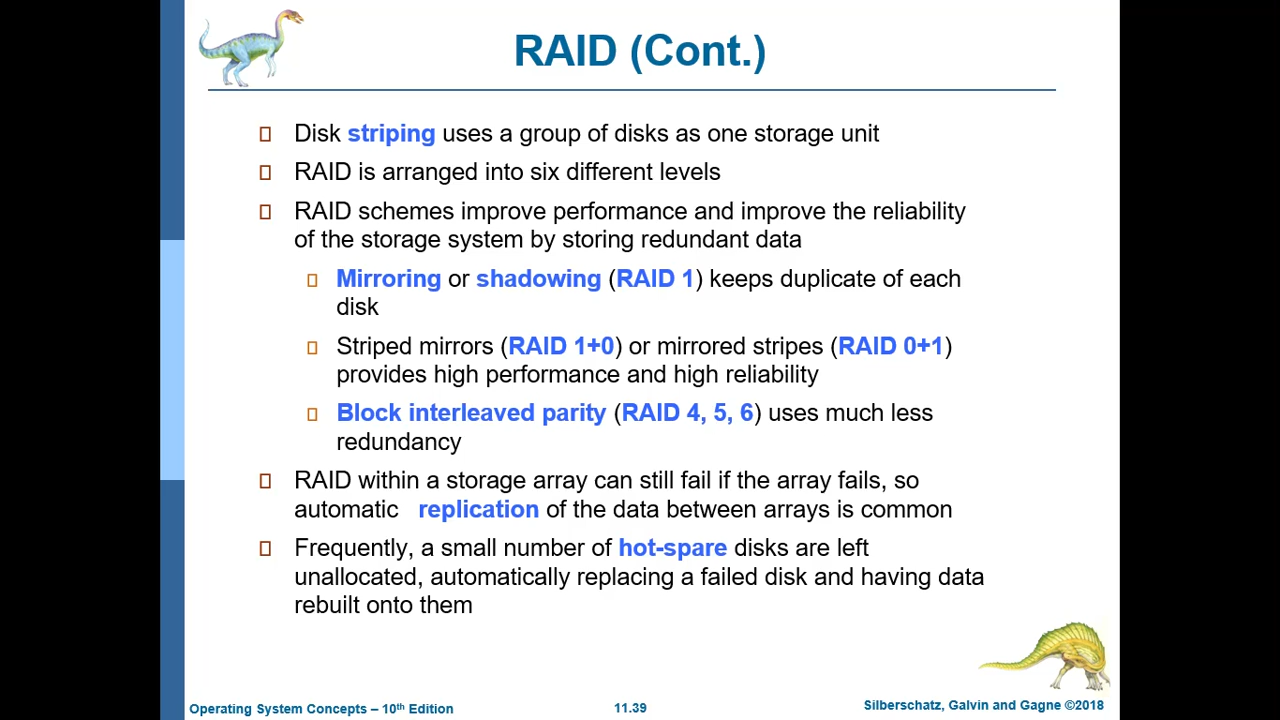 RAID (Cont.)
Disk striping uses a group of disks as one storage unit
RAID is arranged into six different levels
RAID schemes improve performance and improve the reliability
of the storage system by storing redundant data
Mirroring or shadowing (RAID 1) keeps duplicate of each
disk
Striped mirrors (RAID 1+0) or mirrored stripes (RAID 0+1)
provides high performance and high reliability
Block interleaved parity (RAID 4, 5, 6) uses much less
redundancy
RAID within a storage array can still fail if the array fails, so
automatic replication of the data between arrays is common
Frequently, a small number of hot-spare disks are left
unallocated, automatically replacing a failed disk and having data
rebuilt onto them
Operating System Concepts – 10th Edition
11.39
Silberschatz, Galvin and Gagne ©2018